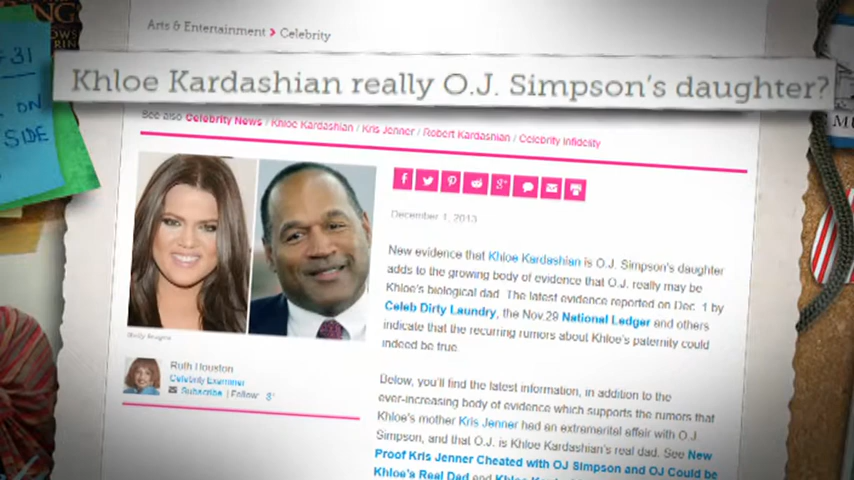 Arts & Entertainment > Celebrity
Khloe Kardashian really O.J. Simpson's daughter?
See also Celebrity News / Khloe Kardashian / Kris Jenner / Robert Kardashian / Celebrity Infidelity
December 1, 2013
New evidence that Khloe Kardashian is O.J. Simpson's daughter
adds to the growing body of evidence that O.J. really may be
Khloe's biological dad. The latest evidence reported on Dec. 1 by
Celeb Dirty Laundry, the Nov.29 National Ledger and others
indicate that the recurring rumors about Khloe's paternity could
indeed be true.
Getty Images
Ruth Houston
Celebrity Examiner
Subscribe | Follow:
Below, you'll find the latest information, in addition to the
ever-increasing body of evidence which supports the rumors that
Khloe's mother Kris Jenner had an extramarital affair with O.J
Simpson, and that O.J. is Khloe Kardashian's real dad. See New
Proof Kris Jenner Cheated with OJ Simpson and OJ Could be
Khloe's Real Dad and
31
ON
SIDE